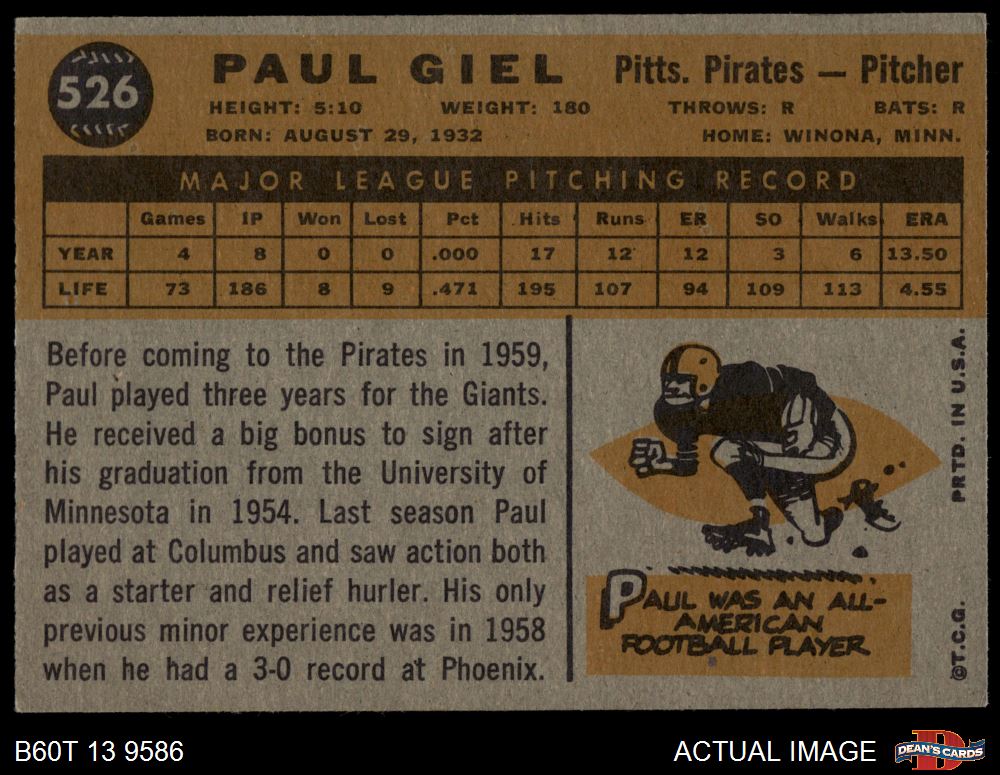 526
PAUL GIEL Pitts. Pirates — Pitcher
HEIGHT: 5:10 WEIGHT: 180 THROWS: R BATS: R
BORN: AUGUST 29, 1932 HOME: WINONA, MINN.
MAJOR LEAGUE PITCHING RECORD
Games IP Won Lost Pct Hits Runs ER SO Walks ERA
YEAR 4 8 0 0 .000 17 12 12 3 6 13.50
LIFE 73 186 8 9 .471 195 107 94 109 113 4.55
Before coming to the Pirates in 1959,
Paul played three years for the Giants.
He received a big bonus to sign after
his graduation from the University of
Minnesota in 1954. Last season Paul
played at Columbus and saw action both
as a starter and relief hurler. His only
previous minor experience was in 1958
when he had a 3-0 record at Phoenix.
PAUL WAS AN ALL-
AMERICAN
FOOTBALL PLAYER
©T.C.G. PRTD. IN U.S.A.
B60T 13 9586 ACTUAL IMAGE
D
DEAN'S CARDS